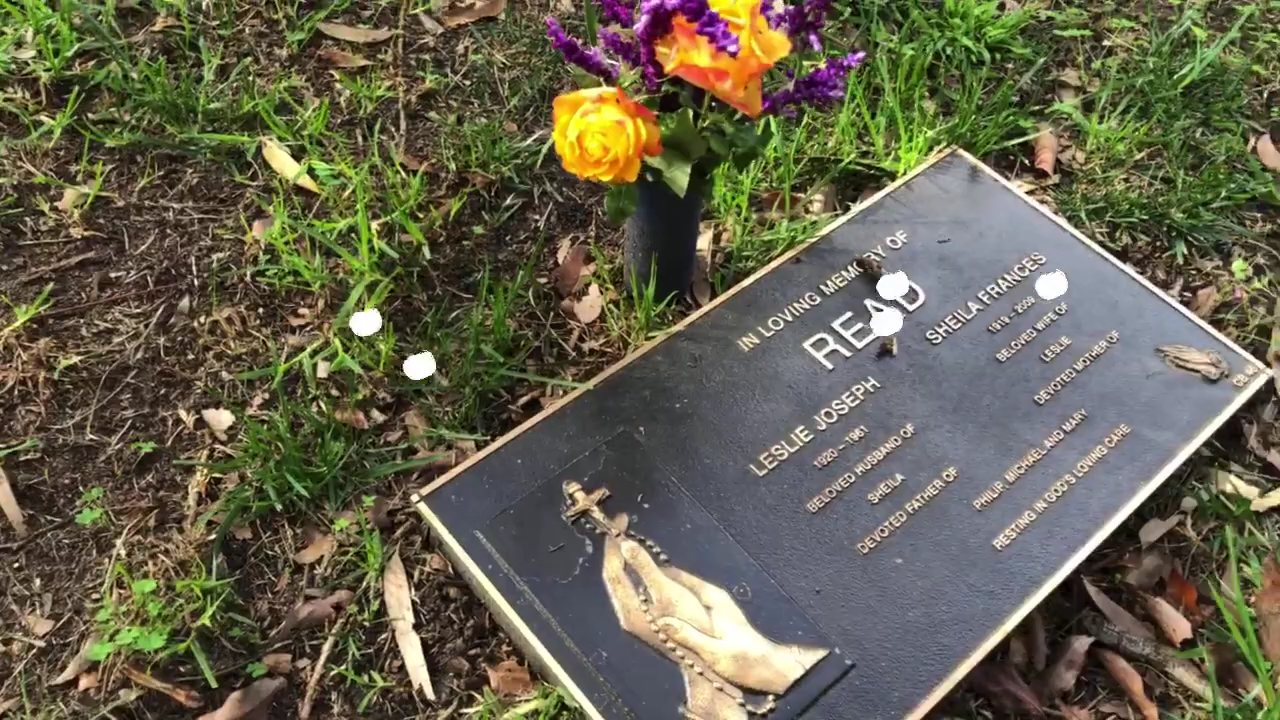 IN LOVING MEMORY OF
READ
LESLIE JOSEPH
1920 - 1961
BELOVED HUSBAND OF
SHEILA
DEVOTED FATHER OF
SHEILA FRANCES
1919 - 2009
BELOVED WIFE OF
LESLIE
DEVOTED MOTHER OF
PHILIP, MICHAEL AND MARY
RESTING IN GOD'S LOVING CARE